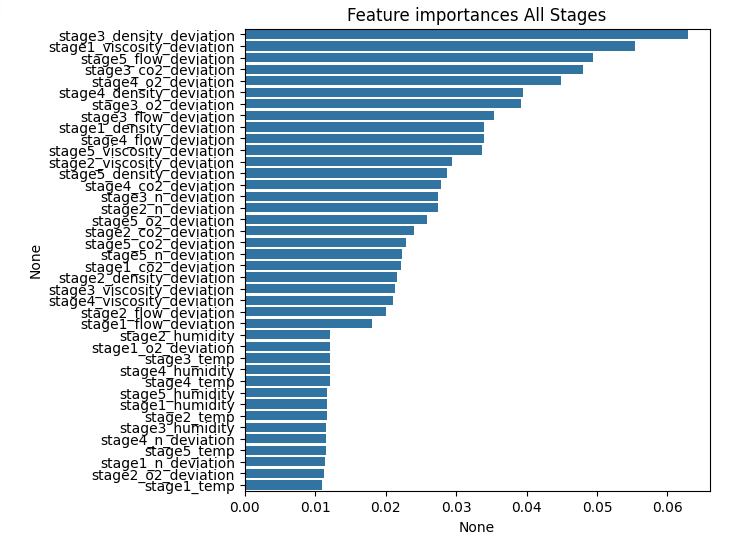 Feature importances All Stages
stage3_density_deviation
stage1_viscosity_deviation
stage5_flow_deviation
stage3_co2_deviation
stage4_o2_deviation
stage4_density_deviation
stage3_o2_deviation
stage3_flow_deviation
stage1_density_deviation
stage4_flow_deviation
stage5_viscosity_deviation
stage2_viscosity_deviation
stage5_density_deviation
stage4_co2_deviation
stage3_n_deviation
stage2_n_deviation
stage5_o2_deviation
stage2_co2_deviation
stage5_co2_deviation
stage5_n_deviation
stage1_co2_deviation
stage2_density_deviation
stage3_viscosity_deviation
stage4_viscosity_deviation
stage2_flow_deviation
stage1_flow_deviation
stage2_humidity
stage1_o2_deviation
stage3_temp
stage4_humidity
stage4_temp
stage5_humidity
stage1_humidity
stage2_temp
stage3_humidity
stage4_n_deviation
stage5_temp
stage1_n_deviation
stage2_o2_deviation
stage1_temp
None
0.00 0.01 0.02 0.03 0.04 0.05 0.06
None